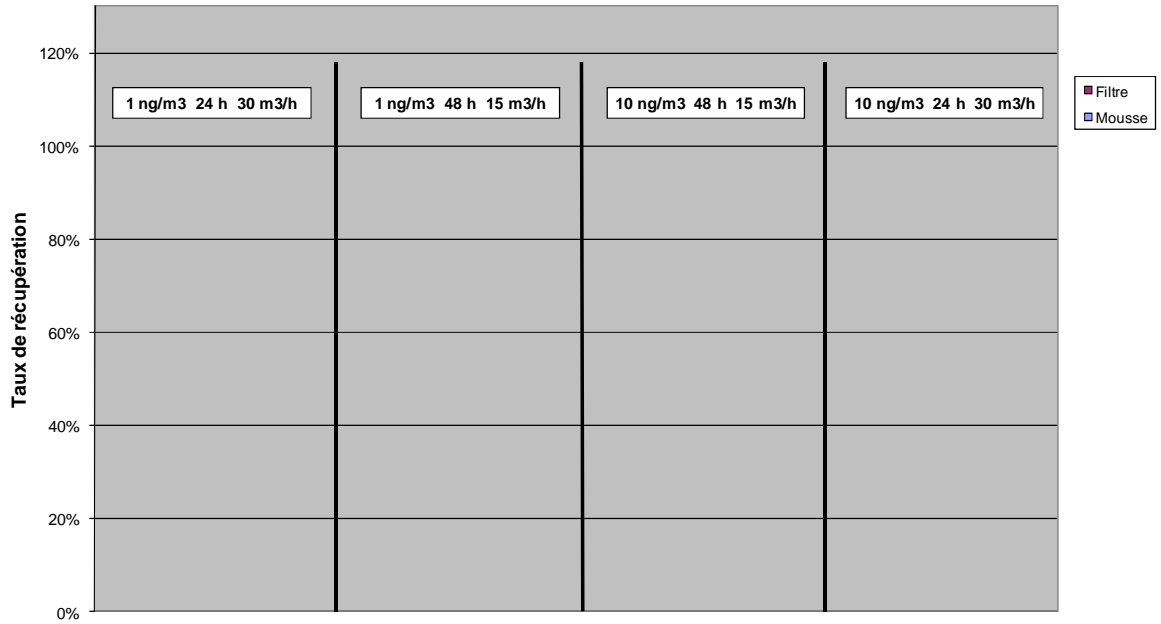 120%
1 ng/m3 24 h 30 m3/h
1 ng/m3 48 h 15 m3/h
10 ng/m3 48 h 15 m3/h
10 ng/m3 24 h 30 m3/h
Filtre
Mousse
100%
80%
60%
40%
20%
0%
Taux de récupération